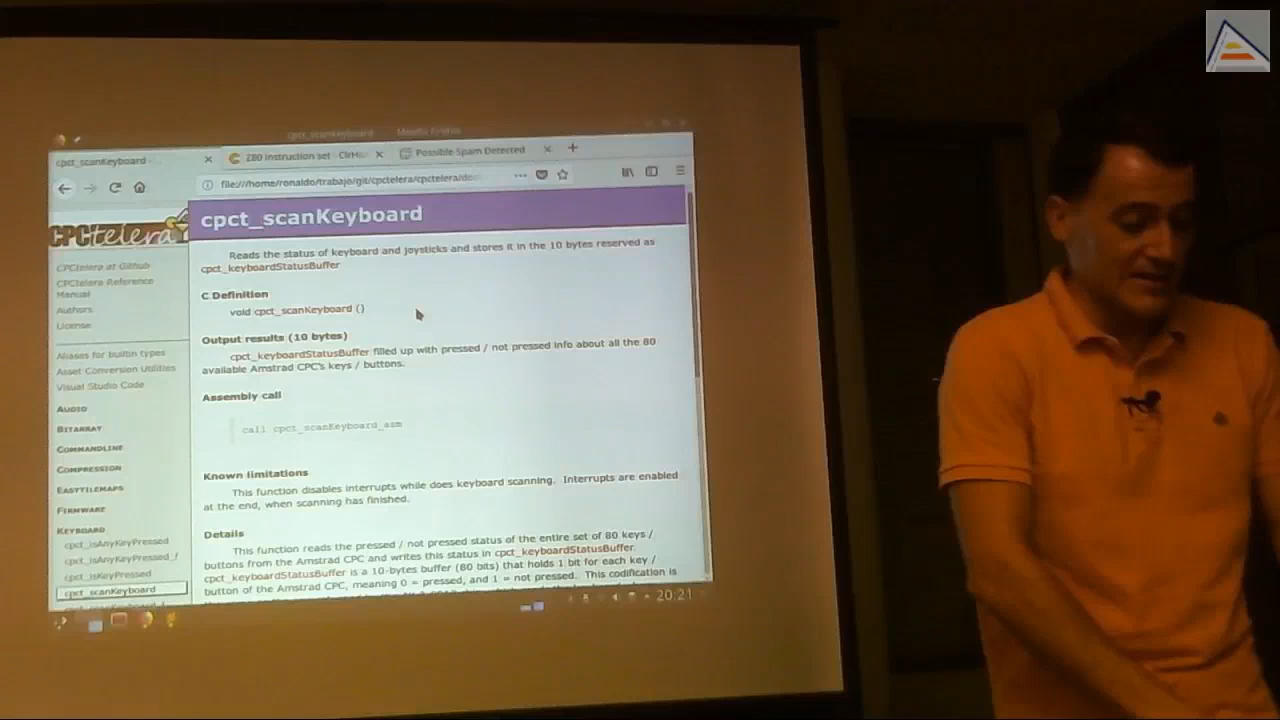 cpct_scanKeyboard - Mozilla Firefox
cpct_scanKeyboard -
Z80 instruction set - ClrHo
Possible Spam Detected
file:///home/ronaldo/trabajo/git/cpctelera/cpctelera/do
CPCtelera
CPCtelera at Github
CPCtelera Reference
Manual
Authors
License
Aliases for builtin types
Asset Conversion Utilities
Visual Studio Code
AUDIO
BITARRAY
COMMANDLINE
COMPRESSION
EASYTILEMAPS
FIRMWARE
KEYBOARD
cpct_isAnyKeyPressed
cpct_isAnyKeyPressed_f
cpct_isKeyPressed
cpct_scanKeyboard
cpct_scanKeyboard
Reads the status of keyboard and joysticks and stores it in the 10 bytes reserved as
cpct_keyboardStatusBuffer
C Definition
void cpct_scanKeyboard ()
Output results (10 bytes)
cpct_keyboardStatusBuffer filled up with pressed / not pressed info about all the 80
available Amstrad CPC's keys / buttons.
Assembly call
call cpct_scanKeyboard_asm
Known limitations
This function disables interrupts while does keyboard scanning. Interrupts are enabled
at the end, when scanning has finished.
Details
This function reads the pressed / not pressed status of the entire set of 80 keys /
buttons from the Amstrad CPC and writes this status in cpct_keyboardStatusBuffer.
cpct_keyboardStatusBuffer is a 10-bytes buffer (80 bits) that holds 1 bit for each key /
button of the Amstrad CPC, meaning 0 = pressed, and 1 = not pressed. This codification is
20:21